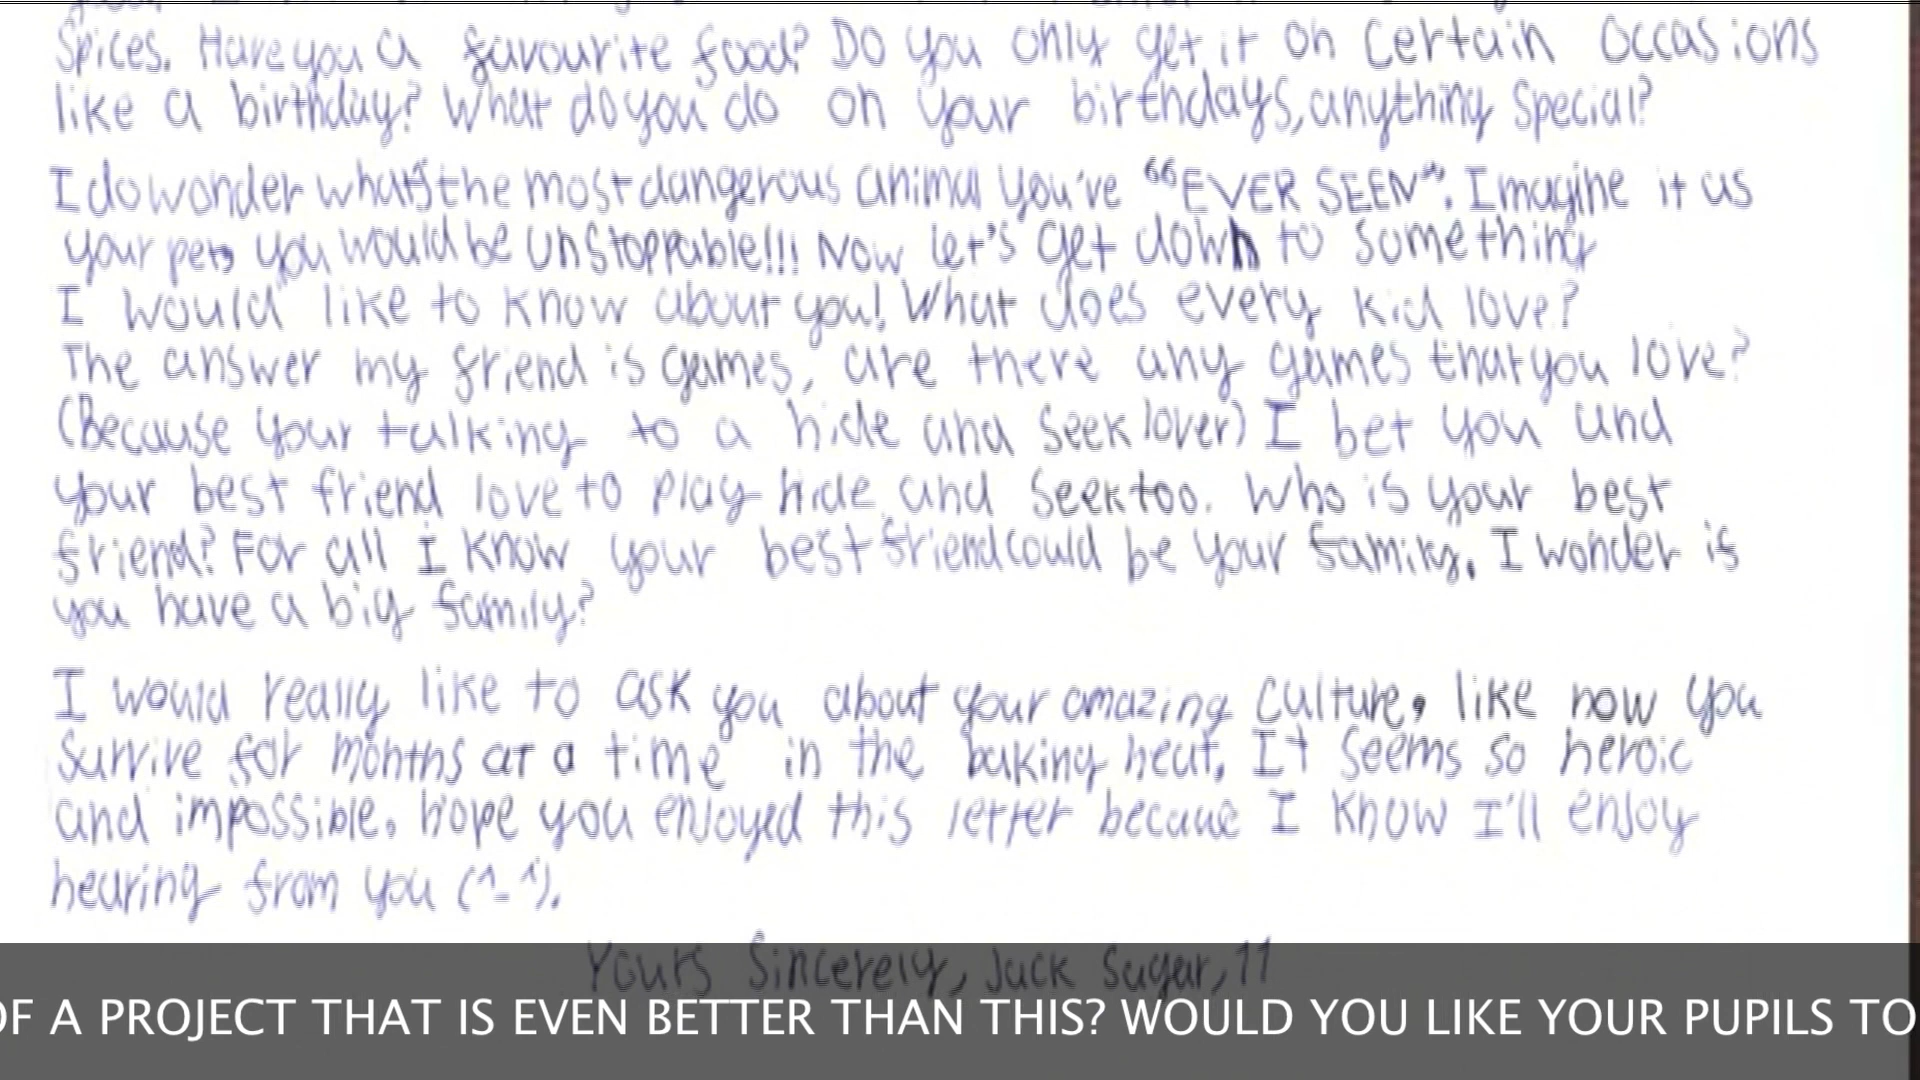 Spices. Have you a favourite food? Do you only get it on certain occasions
like a birthday? What do you do on your birthdays, anything special?
I do wonder what's the most dangerous animal you've "EVER SEEN". Imagine it as
your pet, you would be unstoppable!!! Now let's get down to something
I would like to know about you! What does every kid love?
The answer my friend is games, are there any games that you love?
(Because your talking to a hide and seek lover) I bet you and
your best friend love to play hide and seek too. Who is your best
friend? For all I know your best friend could be your family. I wonder is
you have a big family?
I would really like to ask you about your amazing culture, like how you
survive for months at a time in the baking heat. It seems so heroic
and impossible. hope you enjoyed this letter becaue I know I'll enjoy
hearing from you (^-^).
Yours Sincerely, Jack Sugar, 11
OF A PROJECT THAT IS EVEN BETTER THAN THIS? WOULD YOU LIKE YOUR PUPILS TO